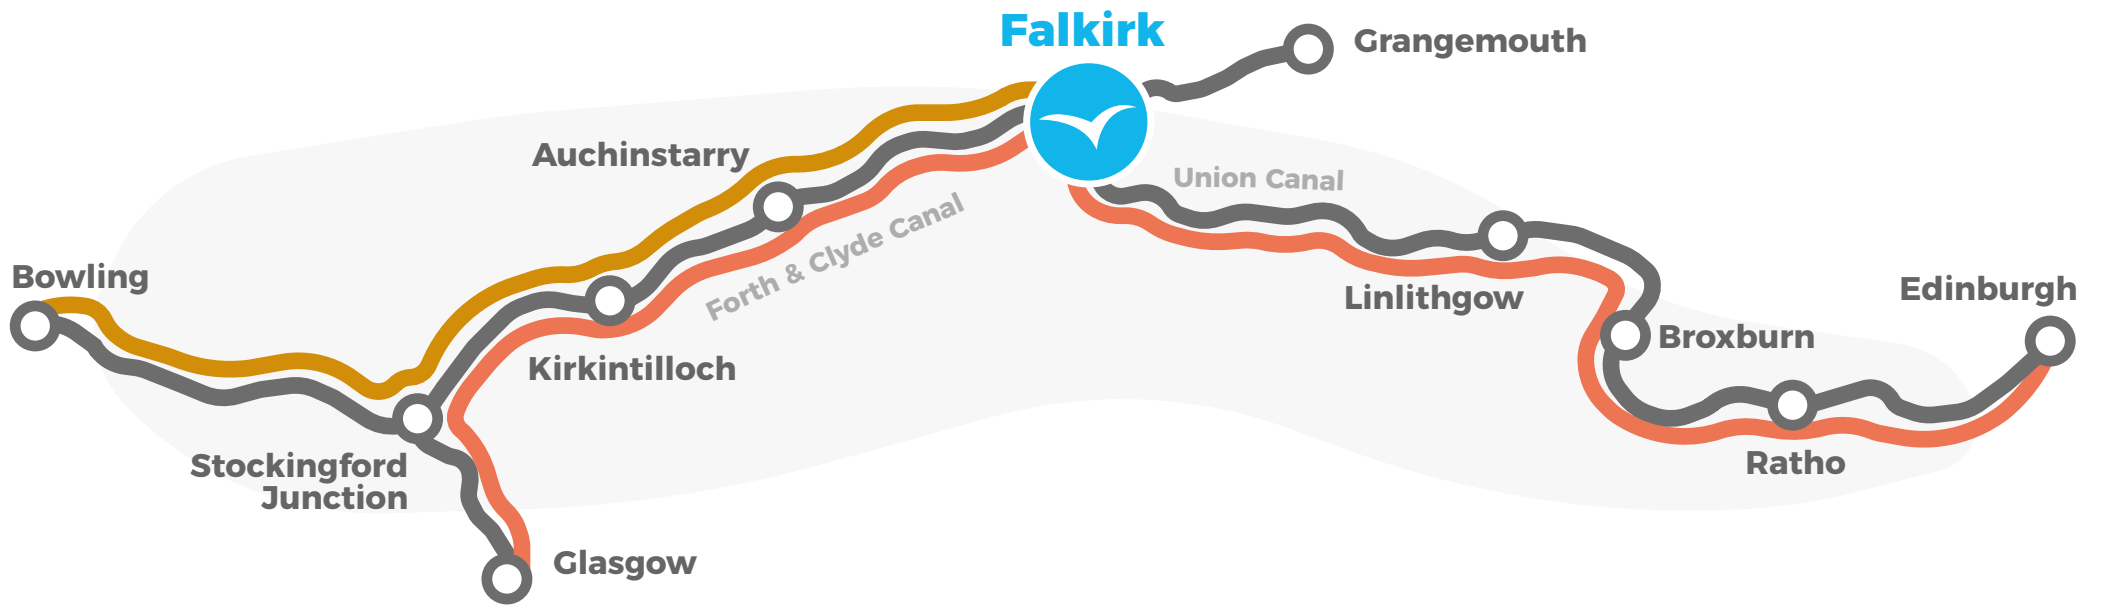 Falkirk
Grangemouth
Auchinstarry
Union Canal
Forth & Clyde Canal
Bowling
Linlithgow
Edinburgh
Broxburn
Kirkintilloch
Stockingford
Junction
Ratho
Glasgow